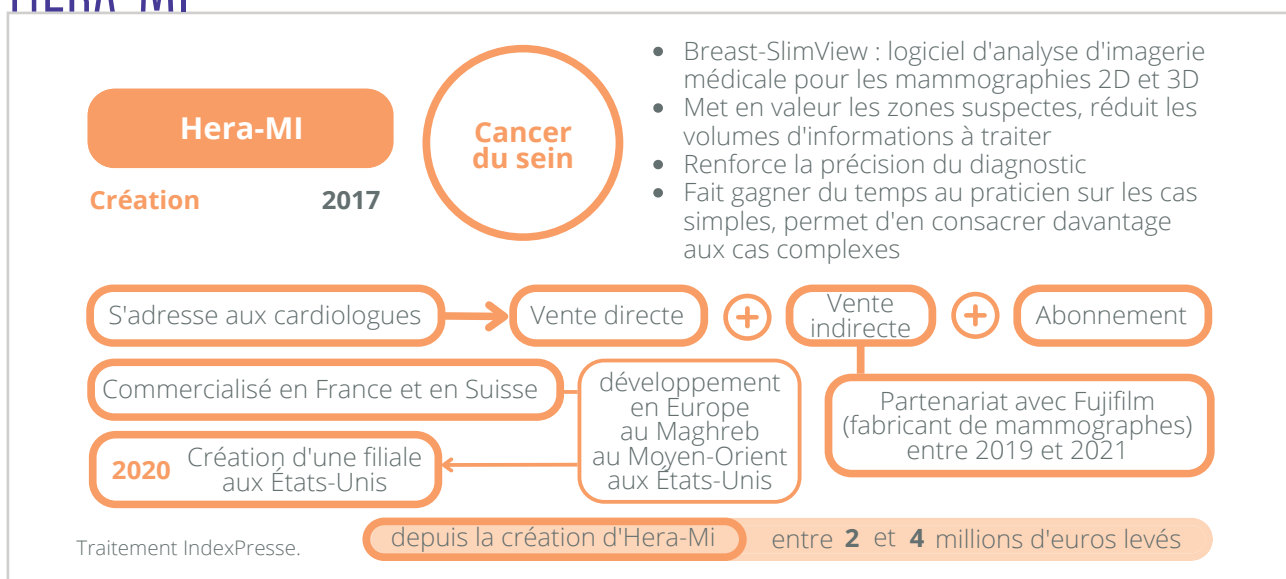 HERA-MI
Hera-MI
Création 2017
Cancer
du sein
• Breast-SlimView : logiciel d'analyse d'imagerie
médicale pour les mammographies 2D et 3D
• Met en valeur les zones suspectes, réduit les
volumes d'informations à traiter
• Renforce la précision du diagnostic
• Fait gagner du temps au praticien sur les cas
simples, permet d'en consacrer davantage
aux cas complexes
S'adresse aux cardiologues
Vente directe
+
Vente
indirecte
+
Abonnement
Commercialisé en France et en Suisse
développement
en Europe
au Maghreb
au Moyen-Orient
aux États-Unis
Partenariat avec Fujifilm
(fabricant de mammographes)
entre 2019 et 2021
2020 Création d'une filiale
aux États-Unis
depuis la création d'Hera-Mi
entre 2 et 4 millions d'euros levés
Traitement IndexPresse.